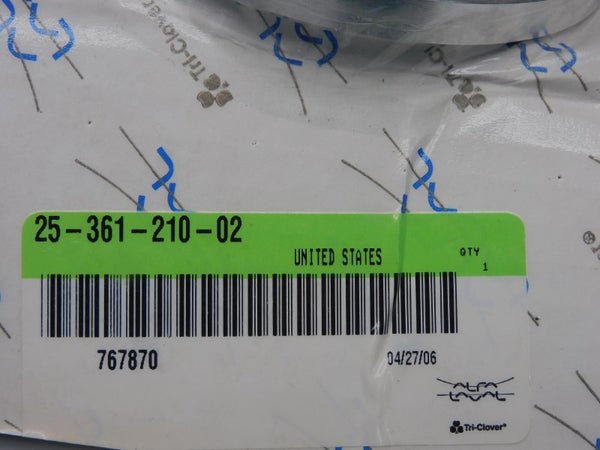 Tri-Clover
25-361-210-02
UNITED STATES
QTY
1
767870
04/27/06
ALFA
LAVAL
Tri-Clover®